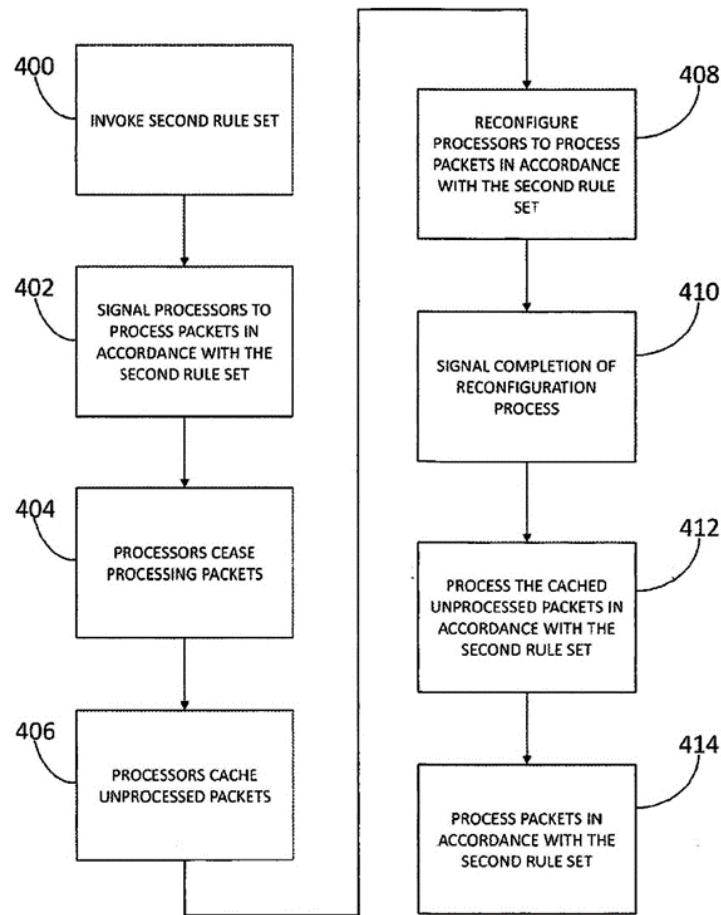 400
INVOKE SECOND RULE SET
402
SIGNAL PROCESSORS TO
PROCESS PACKETS IN
ACCORDANCE WITH THE
SECOND RULE SET
404
PROCESSORS CEASE
PROCESSING PACKETS
406
PROCESSORS CACHE
UNPROCESSED PACKETS
408
RECONFIGURE
PROCESSORS TO PROCESS
PACKETS IN ACCORDANCE
WITH THE SECOND RULE
SET
410
SIGNAL COMPLETION OF
RECONFIGURATION
PROCESS
412
PROCESS THE CACHED
UNPROCESSED PACKETS IN
ACCORDANCE WITH THE
SECOND RULE SET
414
PROCESS PACKETS IN
ACCORDANCE WITH THE
SECOND RULE SET